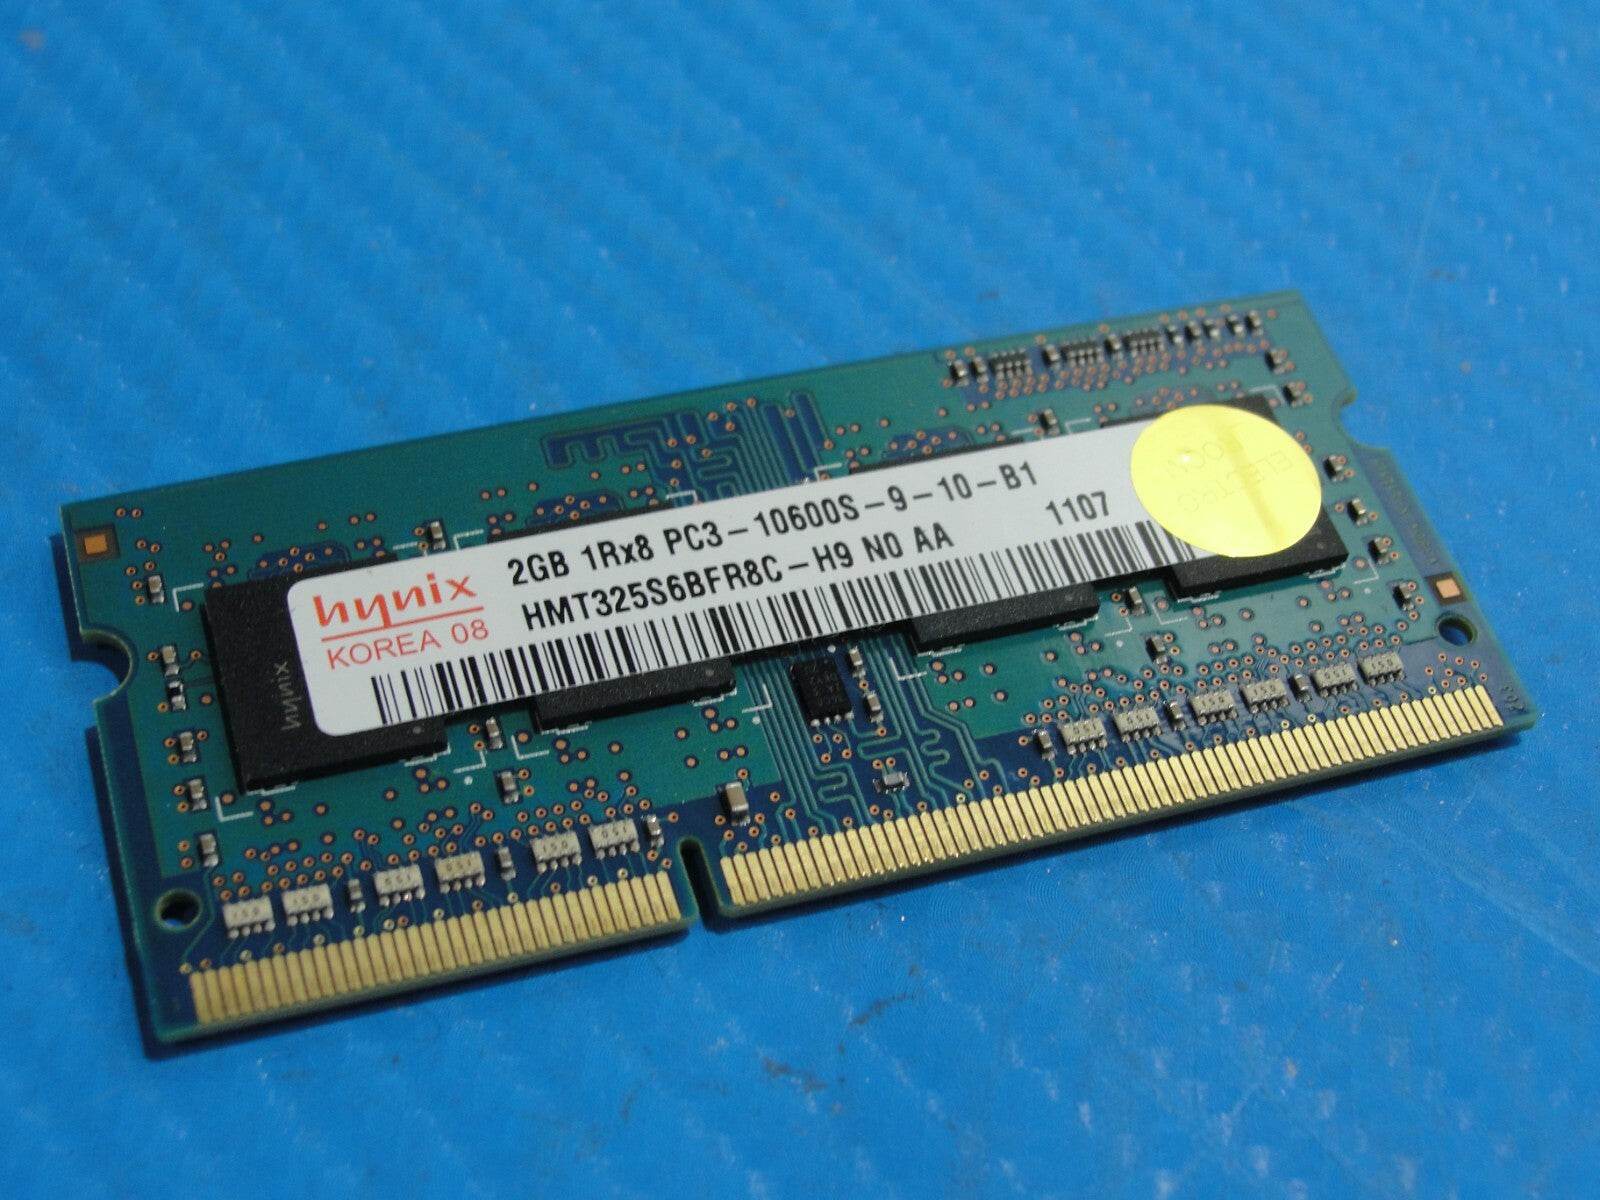 hynix
KOREA 08
2GB 1Rx8 PC3-10600S-9-10-B1
HMT325S6BFR8C-H9 N0 AA
1107
hynix